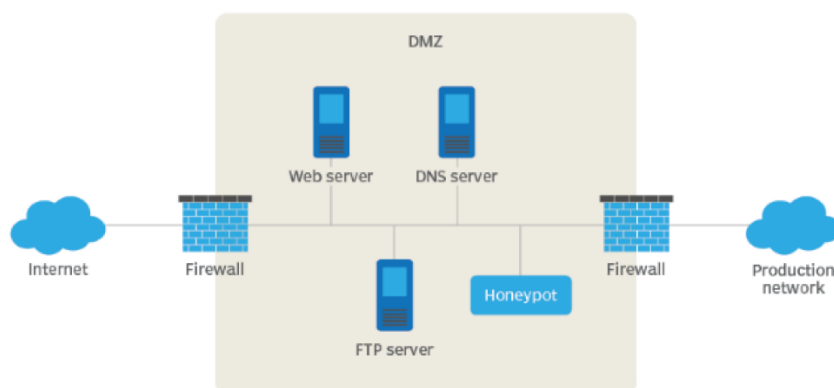 DMZ
Web server
DNS server
Internet
Firewall
Firewall
Production
network
Honeypot
FTP server